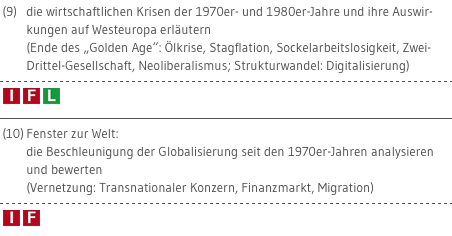 (9) die wirtschaftlichen Krisen der 1970er- und 1980er-Jahre und ihre Auswir-
kungen auf Westeuropa erläutern
(Ende des „Golden Age“: Ölkrise, Stagflation, Sockelarbeitslosigkeit, Zwei-
Drittel-Gesellschaft, Neoliberalismus; Strukturwandel: Digitalisierung)
I F L
(10) Fenster zur Welt:
die Beschleunigung der Globalisierung seit den 1970er-Jahren analysieren
und bewerten
(Vernetzung: Transnationaler Konzern, Finanzmarkt, Migration)
I F